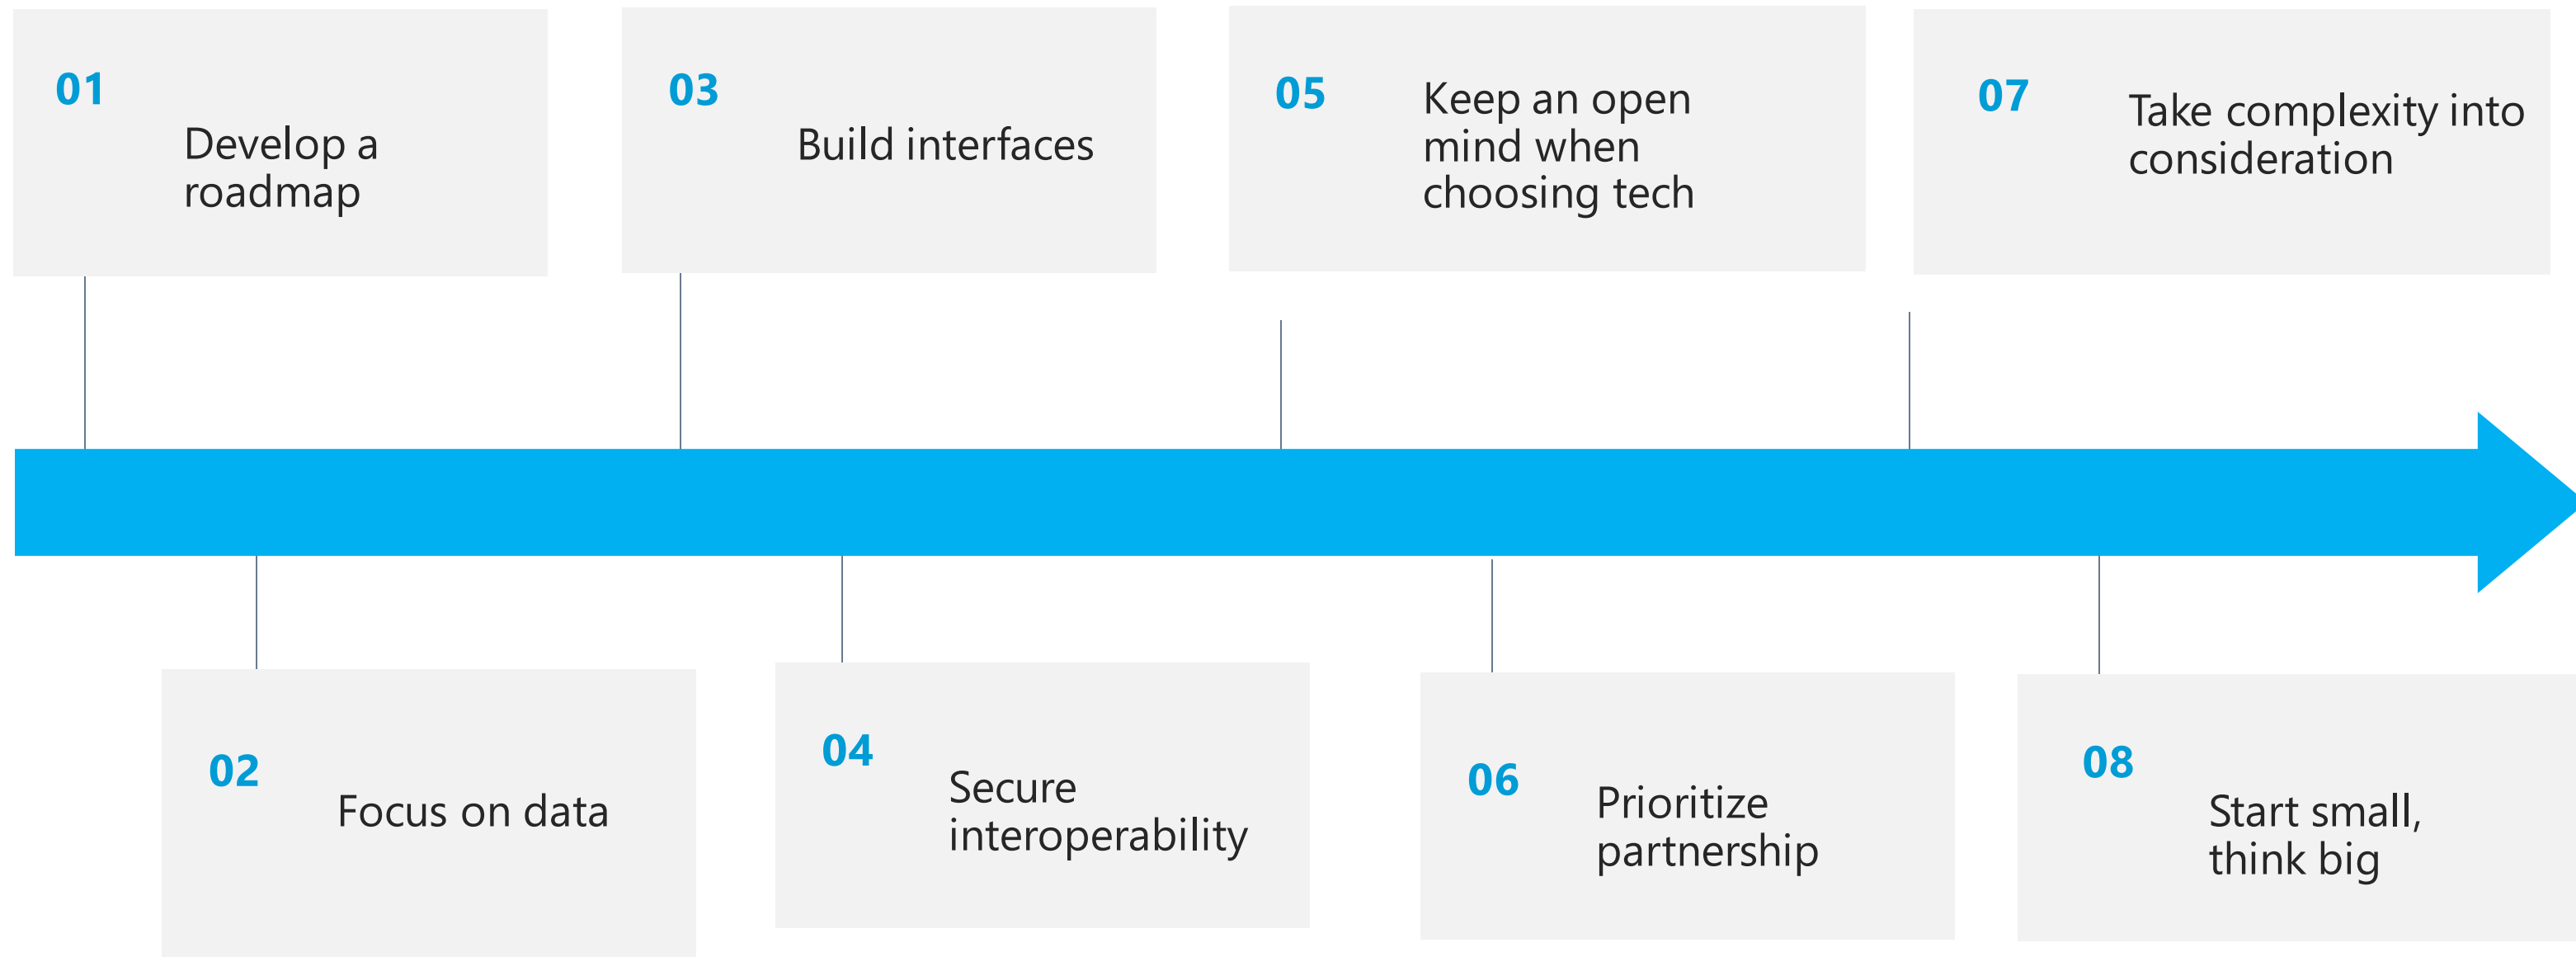 01
Develop a
roadmap
02
Focus on data
03
Build interfaces
04
Secure
interoperability
05
Keep an open
mind when
choosing tech
06
Prioritize
partnership
07
Take complexity into
consideration
08
Start small,
think big